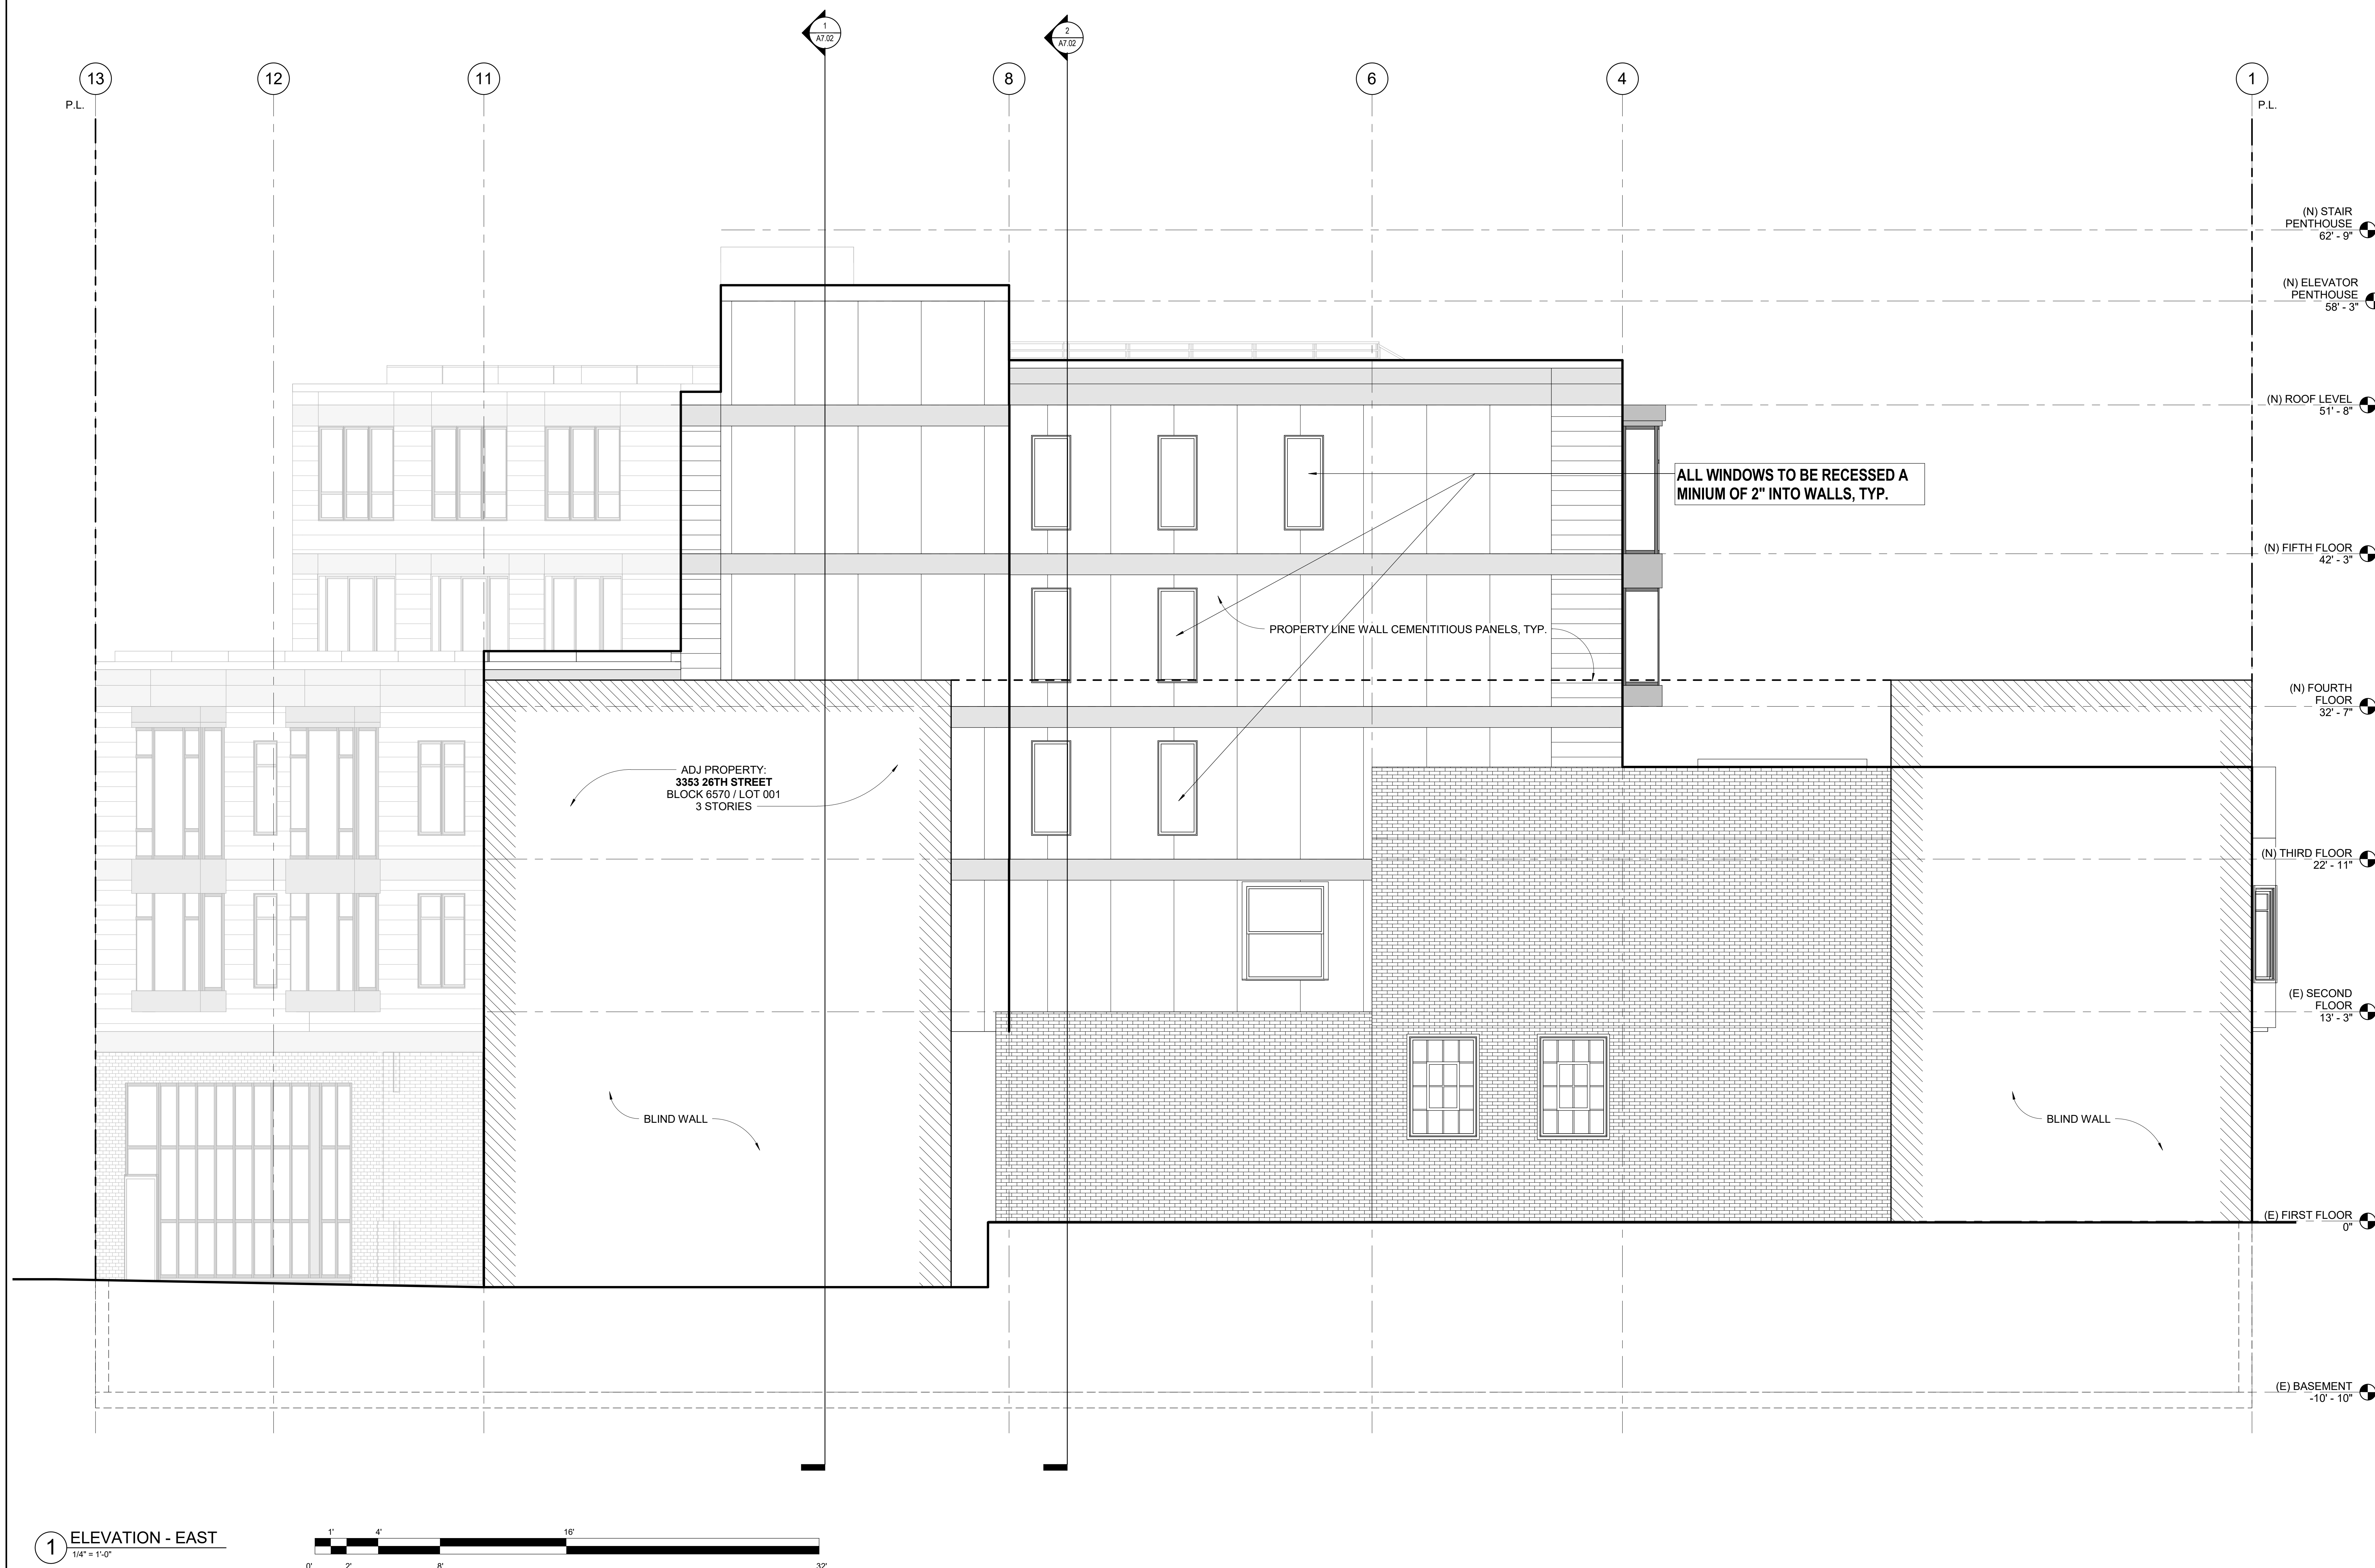 1
A7.02
2
A7.02
13
12
11
8
6
4
1
P.L.
P.L.
(N) STAIR
PENTHOUSE
62' - 9"
(N) ELEVATOR
PENTHOUSE
58' - 3"
(N) ROOF LEVEL
51' - 8"
ALL WINDOWS TO BE RECESSED A
MINIUM OF 2" INTO WALLS, TYP.
(N) FIFTH FLOOR
42' - 3"
PROPERTY LINE WALL CEMENTITIOUS PANELS, TYP.
(N) FOURTH
FLOOR
32' - 7"
ADJ PROPERTY:
3353 26TH STREET
BLOCK 6570 / LOT 001
3 STORIES
(N) THIRD FLOOR
22' - 11"
(E) SECOND
FLOOR
13' - 3"
BLIND WALL
BLIND WALL
(E) FIRST FLOOR
0"
(E) BASEMENT
-10' - 10"
1
ELEVATION - EAST
1/4" = 1'-0"
1'
4'
16'
0'
2'
8'
32'